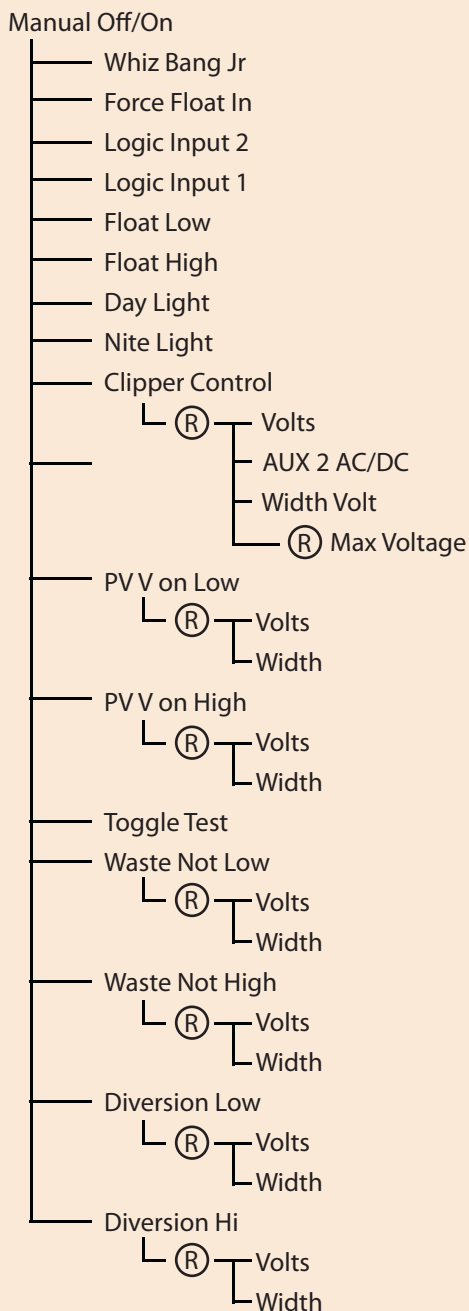 Manual Off/On
Whiz Bang Jr
Force Float In
Logic Input 2
Logic Input 1
Float Low
Float High
Day Light
Nite Light
Clipper Control
R Volts
AUX 2 AC/DC
Width Volt
R Max Voltage
PV V on Low
R Volts
Width
PV V on High
R Volts
Width
Toggle Test
Waste Not Low
R Volts
Width
Waste Not High
R Volts
Width
Diversion Low
R Volts
Width
Diversion Hi
R Volts
Width